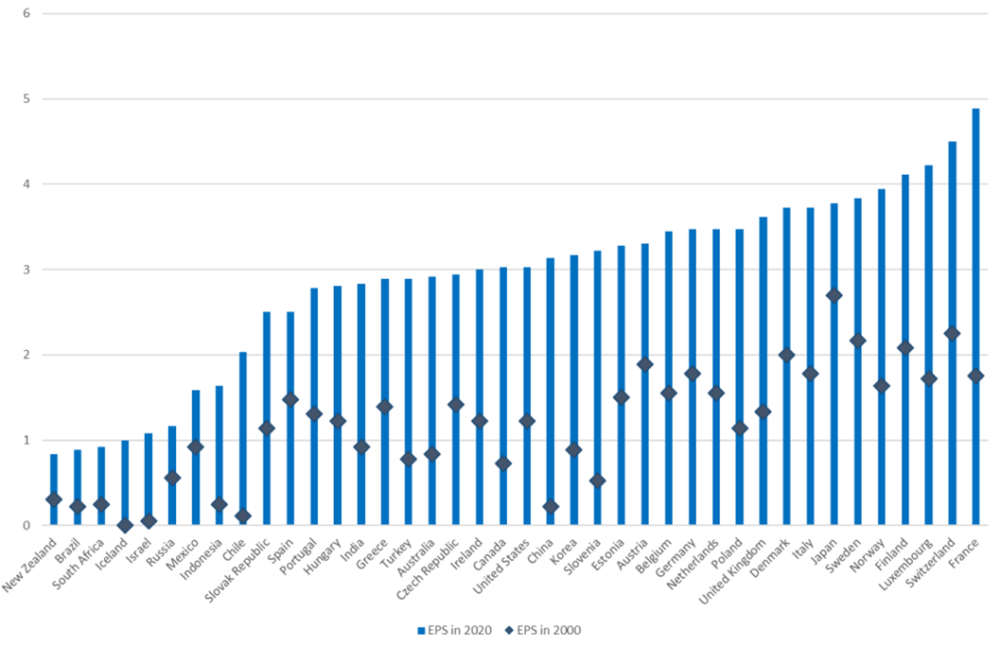 6
5
4
3
2
1
0
New Zealand
Brazil
South Africa
Iceland
Israel
Russia
Mexico
Indonesia
Chile
Slovak Republic
Spain
Portugal
Hungary
India
Greece
Turkey
Australia
Czech Republic
Ireland
Canada
United States
China
Korea
Slovenia
Estonia
Austria
Belgium
Germany
Netherlands
Poland
United Kingdom
Denmark
Italy
Japan
Sweden
Norway
Finland
Luxembourg
Switzerland
France
EPS in 2020 EPS in 2000